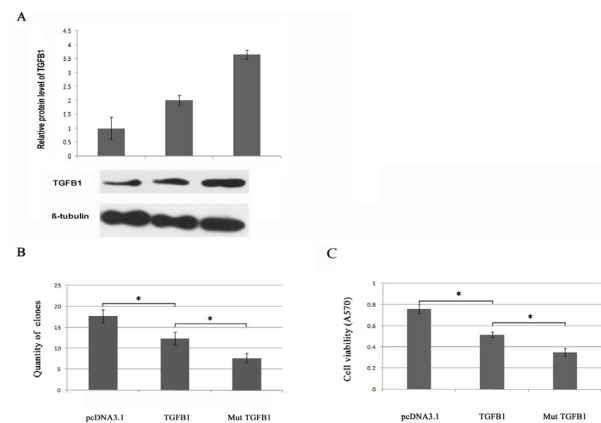 A
Relative protein level of TGFB1
4.5
4
3.5
3
2.5
2
1.5
1
0.5
0
TGFB1
ß-tubulin
B
Quantity of clones
25
20
15
10
5
0
*
*
pcDNA3.1 TGFB1 Mut TGFB1
C
Cell viability (A570)
1
0.8
0.6
0.4
0.2
0
*
*
pcDNA3.1 TGFB1 Mut TGFB1